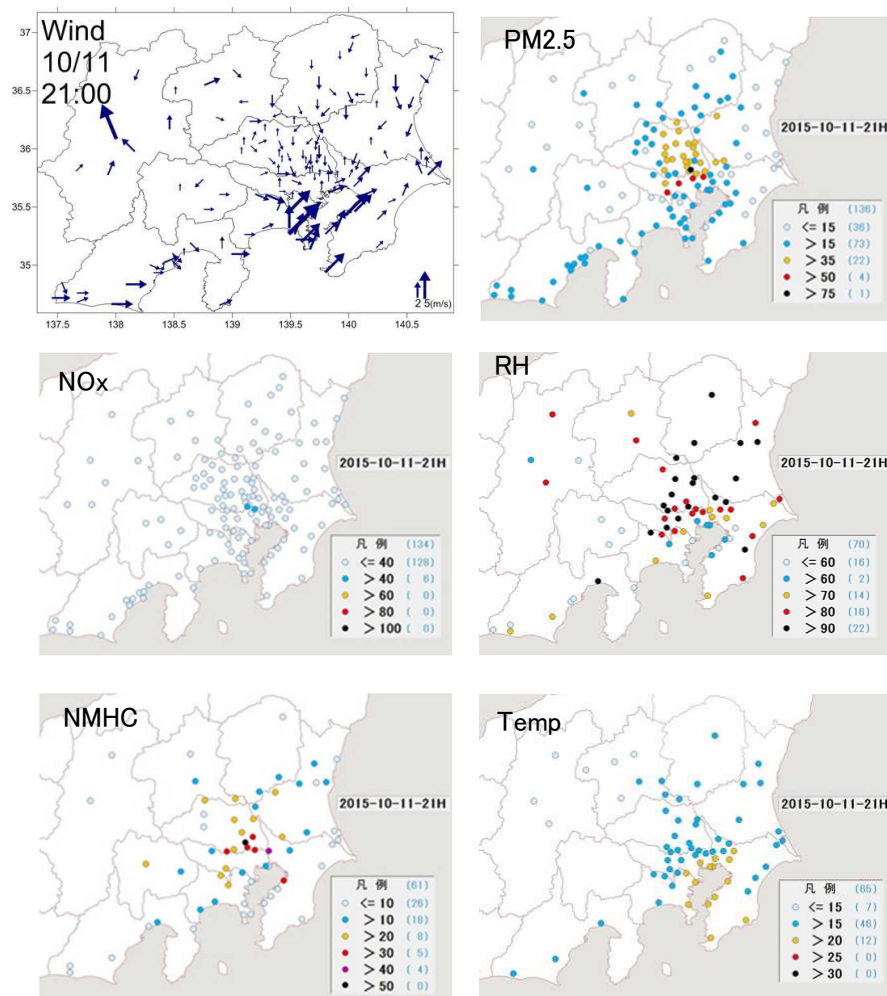 Wind
10/11
21:00
37
36.5
36
35.5
35
137.5 138 138.5 139 139.5 140 140.5
2 5(m/s)
PM2.5
2015-10-11-21H
凡 例 (136)
<= 15 (36)
> 15 (73)
> 35 (22)
> 50 ( 4)
> 75 ( 1)
NOx
2015-10-11-21H
凡 例 (134)
<= 40 (128)
> 40 ( 6)
> 60 ( 0)
> 80 ( 0)
> 100 ( 0)
RH
2015-10-11-21H
凡 例 (70)
<= 60 (16)
> 60 ( 2)
> 70 (14)
> 80 (16)
> 90 (22)
NMHC
2015-10-11-21H
凡 例 (61)
<= 10 (26)
> 10 (18)
> 20 ( 8)
> 30 ( 5)
> 40 ( 4)
> 50 ( 0)
Temp
2015-10-11-21H
凡 例 (65)
<= 15 ( 7)
> 15 (46)
> 20 (12)
> 25 ( 0)
> 30 ( 0)